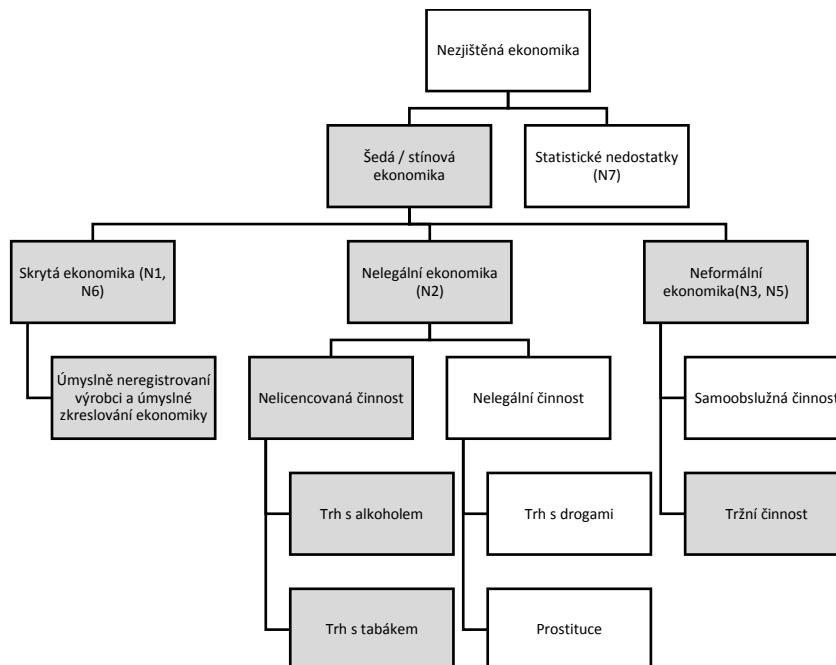 Nezjištěná ekonomika
Šedá / stínová
ekonomika
Statistické nedostatky
(N7)
Skrytá ekonomika (N1,
N6)
Nelegální ekonomika
(N2)
Neformální
ekonomika(N3, N5)
Úmyslně neregistrovaní
výrobci a úmyslné
zkreslování ekonomiky
Nelicencovaná činnost
Nelegální činnost
Samoobslužná činnost
Trh s alkoholem
Trh s drogami
Tržní činnost
Trh s tabákem
Prostituce